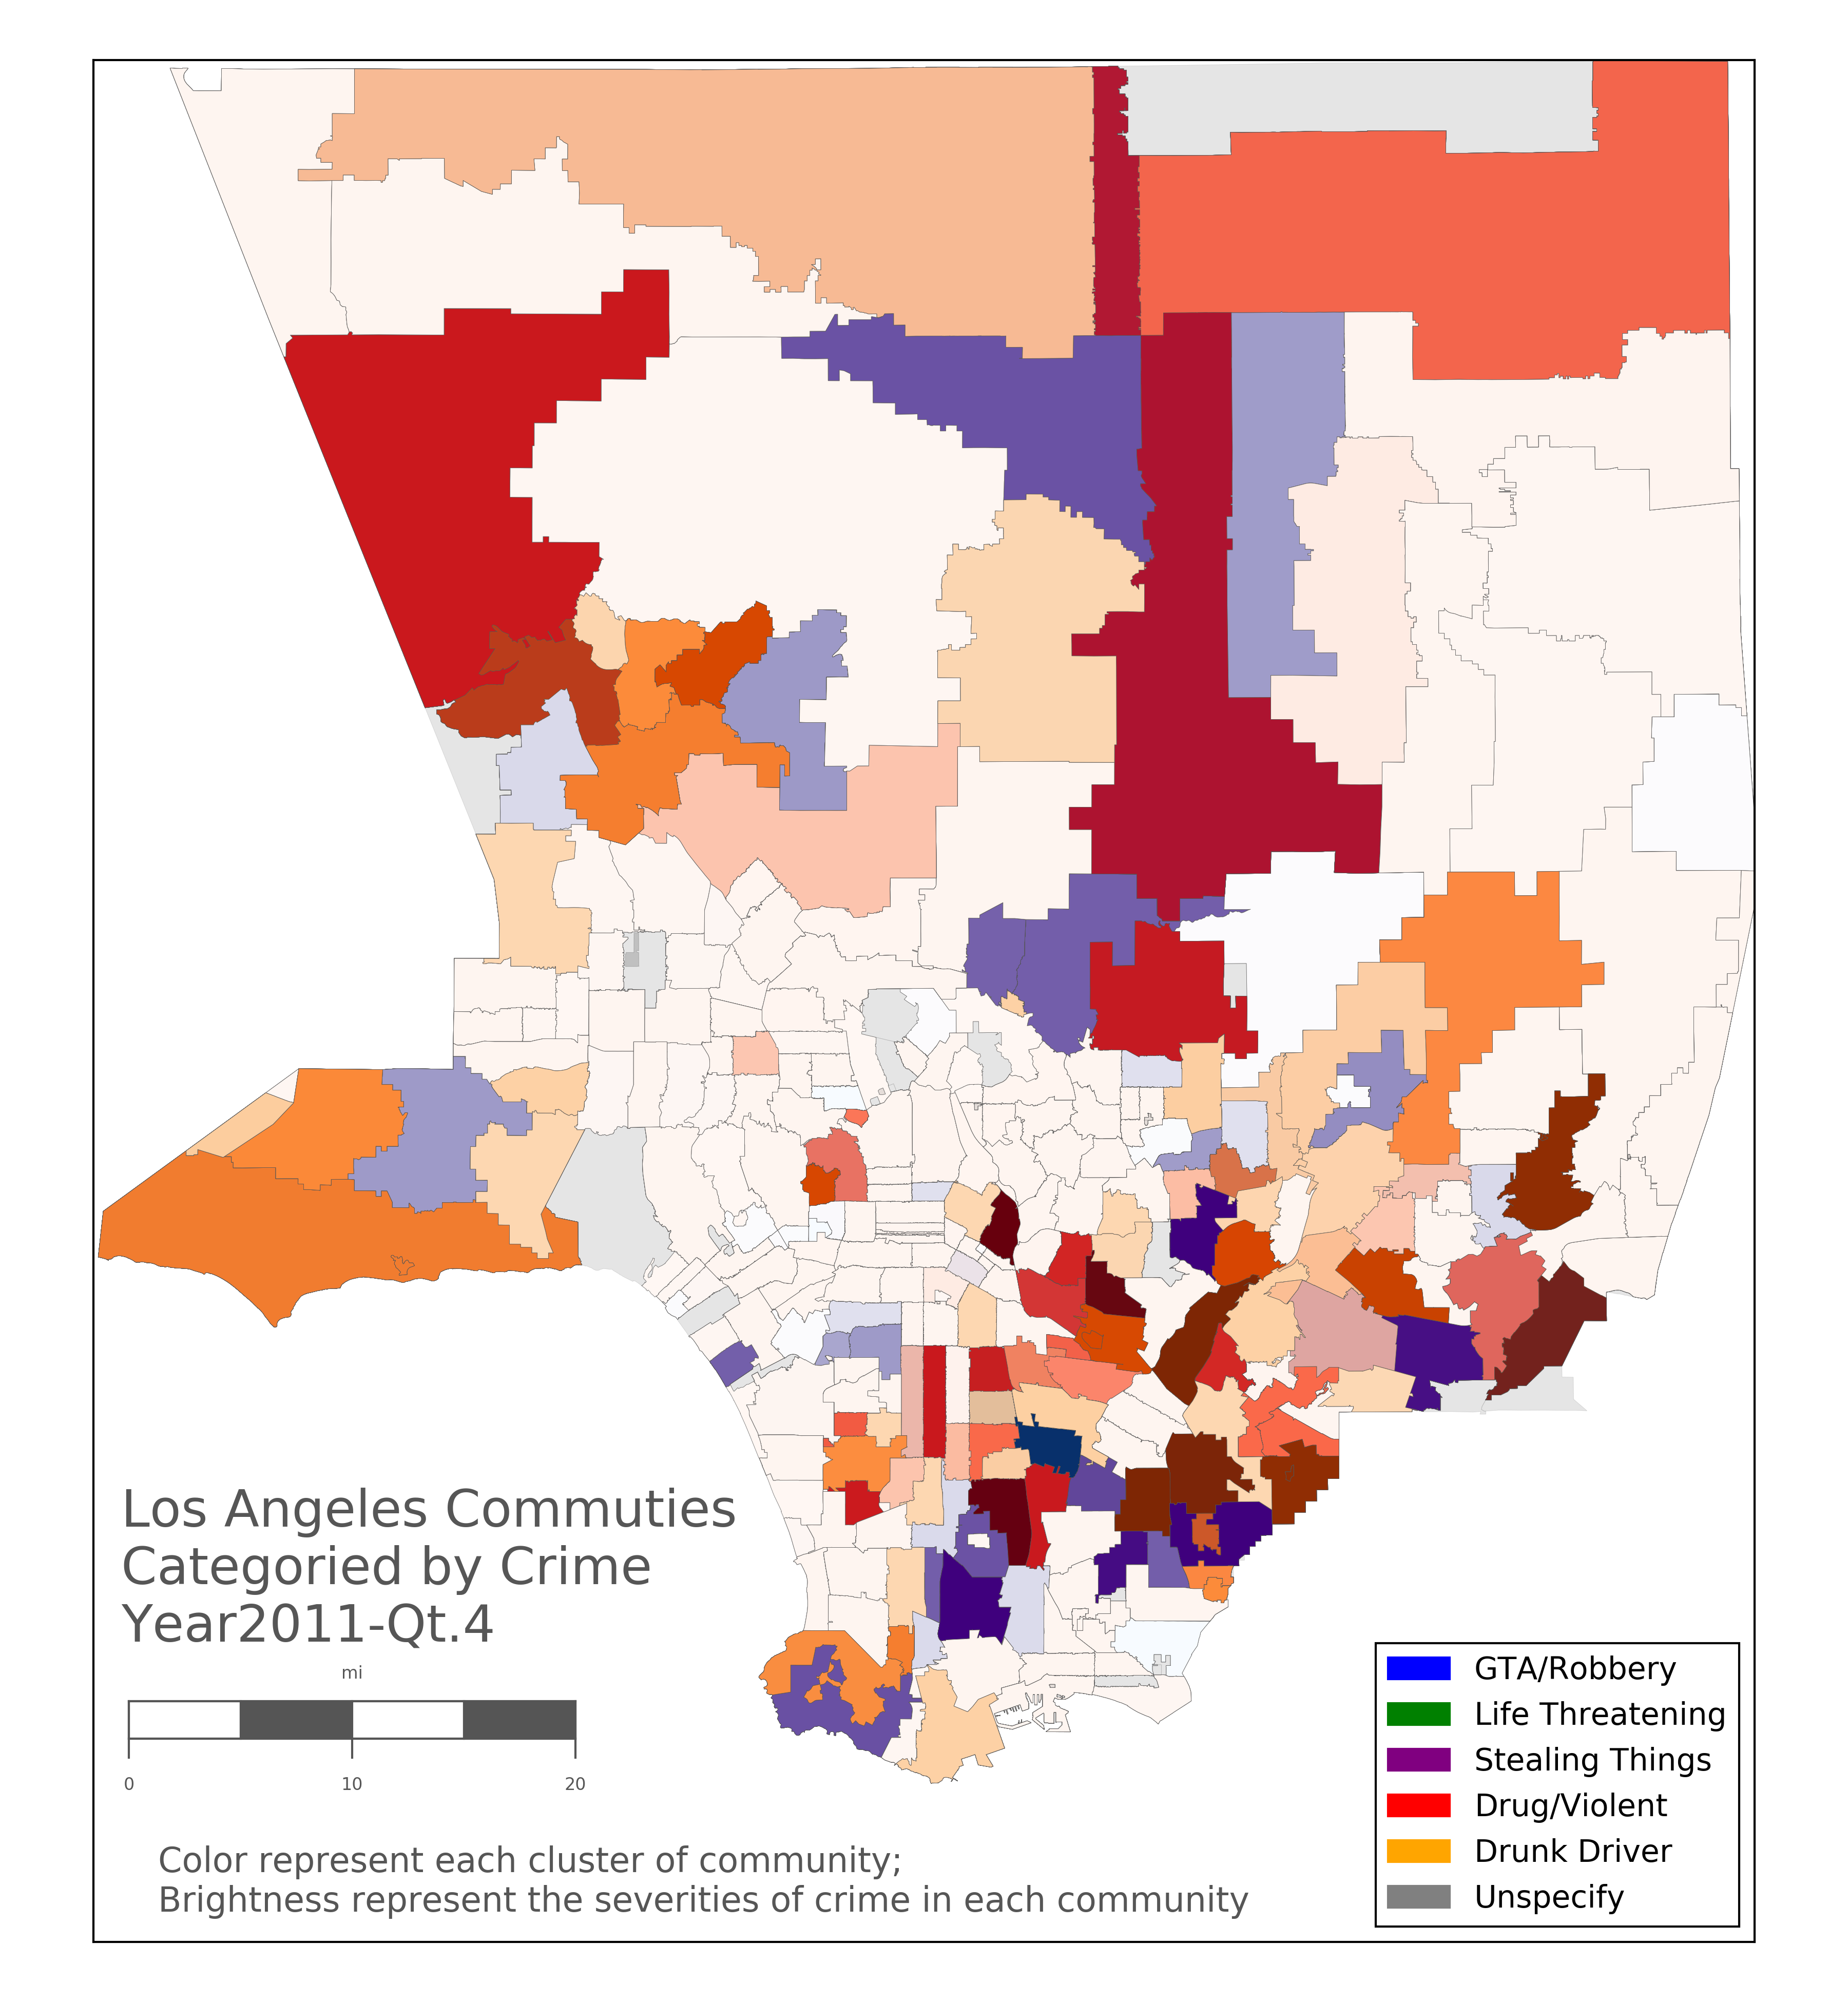 Los Angeles Commuties
Categoried by Crime
Year2011-Qt.4
mi
0 10 20
Color represent each cluster of community;
Brightness represent the severities of crime in each community
GTA/Robbery
Life Threatening
Stealing Things
Drug/Violent
Drunk Driver
Unspecify